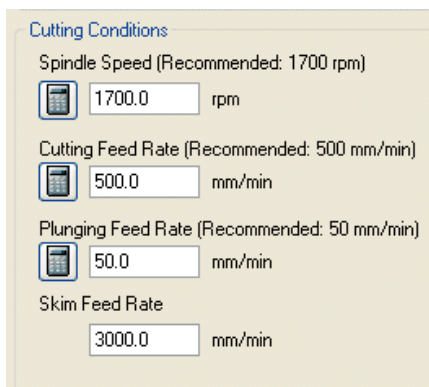 Cutting Conditions
Spindle Speed (Recommended: 1700 rpm)
1700.0 rpm
Cutting Feed Rate (Recommended: 500 mm/min)
500.0 mm/min
Plunging Feed Rate (Recommended: 50 mm/min)
50.0 mm/min
Skim Feed Rate
3000.0 mm/min